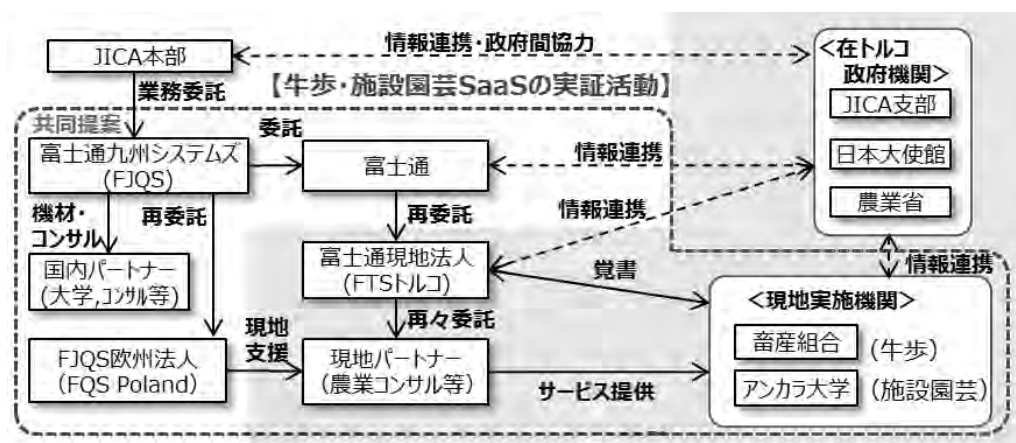 JICA本部
情報連携・政府間協力
<在トルコ
政府機関>
JICA支部
日本大使館
農業省
業務委託
【牛歩・施設園芸SaaSの実証活動】
共同提案
委託
富士通九州システムズ
(FJQS)
富士通
情報連携
機材・
コンサル
再委託
再委託
情報連携
国内パートナー
(大学,コンサル等)
富士通現地法人
(FTSトルコ)
覚書
情報連携
<現地実施機関>
畜産組合
(牛歩)
アンカラ大学
(施設園芸)
再々委託
現地
支援
FJQS欧州法人
(FQS Poland)
現地パートナー
(農業コンサル等)
サービス提供